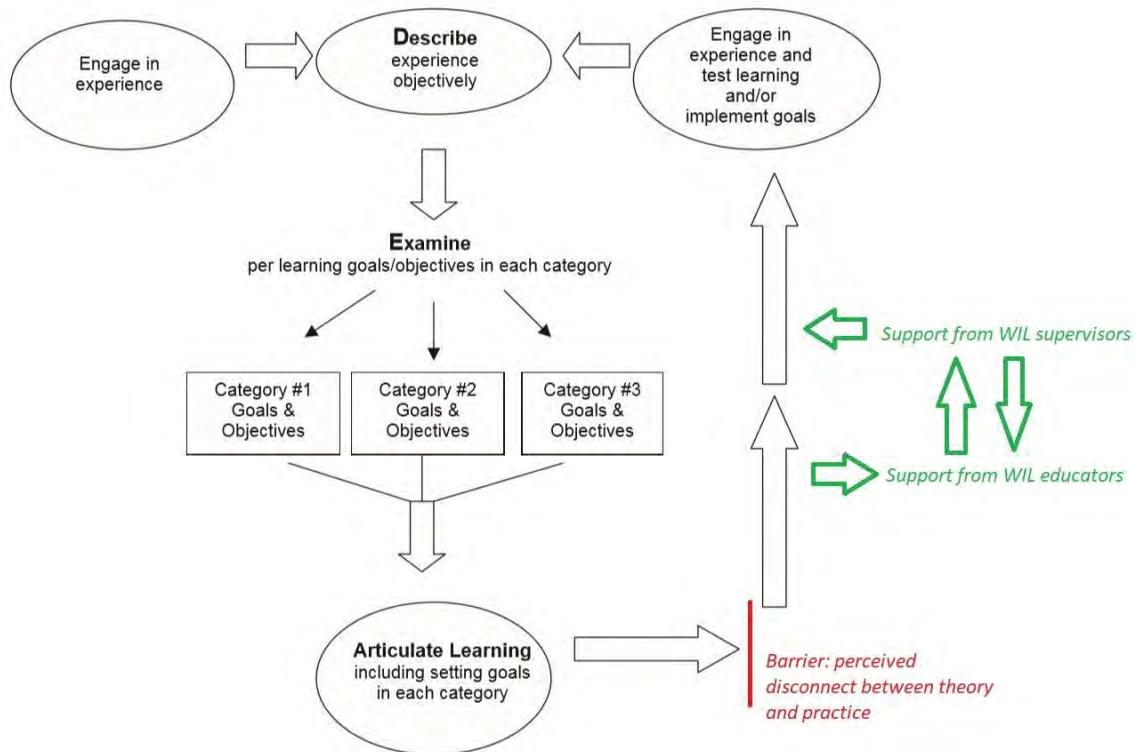 Engage in
experience
Describe
experience
objectively
Engage in
experience and
test learning
and/or
implement goals
Examine
per learning goals/objectives in each category
Category #1
Goals &
Objectives
Category #2
Goals &
Objectives
Category #3
Goals &
Objectives
Support from WIL supervisors
Support from WIL educators
Articulate Learning
including setting goals
in each category
Barrier: perceived
disconnect between theory
and practice